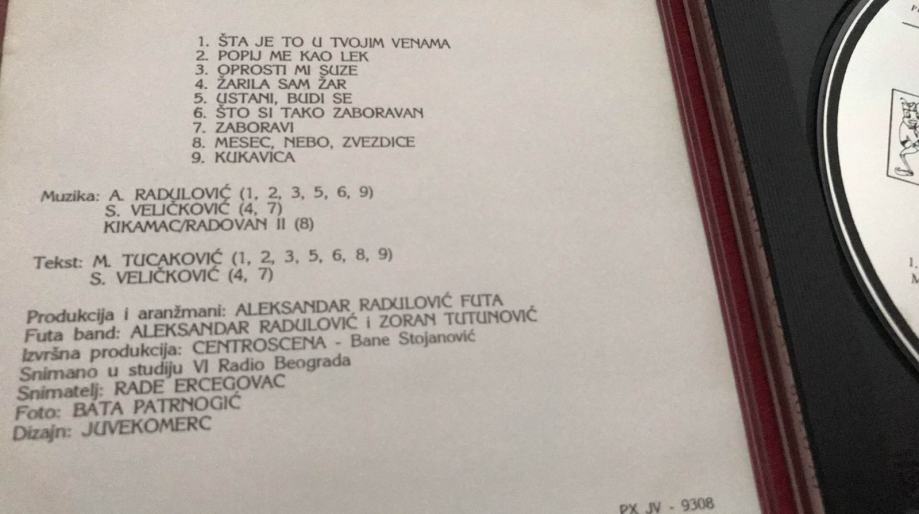 1. ŠTA JE TO U TVOJIM VENAMA
2. POPIJ ME KAO LEK
3. OPROSTI MI SUZE
4. ŽARILA SAM ŽAR
5. USTANI, BUDI SE
6. ŠTO SI TAKO ZABORAVAN
7. ZABORAVI
8. MESEC, NEBO, ZVEZDICE
9. KUKAVICA
Muzika: A. RADULOVIĆ (1, 2, 3, 5, 6, 9)
S. VELIČKOVIĆ (4, 7)
KIKAMAC/RADOVAN II (8)
Tekst: M. TUCAKOVIĆ (1, 2, 3, 5, 6, 8, 9)
S. VELIČKOVIĆ (4, 7)
Produkcija i aranžmani: ALEKSANDAR RADULOVIĆ FUTA
Futa band: ALEKSANDAR RADULOVIĆ i ZORAN TUTUNOVIĆ
Izvršna produkcija: CENTROSCENA - Bane Stojanović
Snimano u studiju VI Radio Beograda
Snimatelj: RADE ERCEGOVAC
Foto: BATA PATRNOGIĆ
Dizajn: JUVEKOMERC
PX JV - 9308